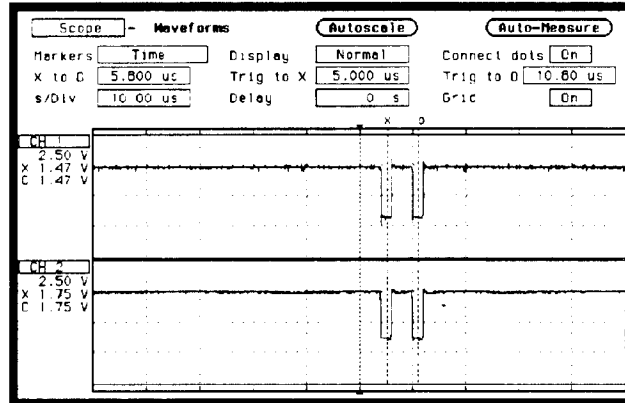 Scope - Waveforms Autoscale Auto-Measure
Markers Time Display Normal Connect dots On
X to O 5.800 us Trig to X 5.000 us Trig to O 10.80 us
s/Div 10.00 us Delay 0 s Grid On
X O
CH 1
2.50 V
X 1.47 V
O 1.47 V
CH 2
2.50 V
X 1.75 V
O 1.75 V